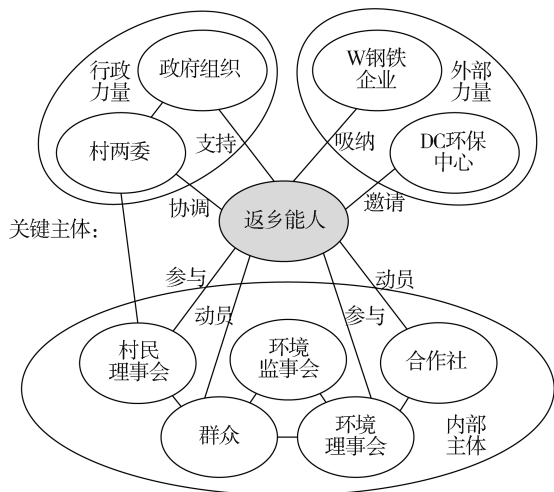 行政
力量
政府组织
村两委
支持
W钢铁
企业
外部
力量
吸纳
DC环保
中心
协调
返乡能人
邀请
关键主体：
参与
动员
动员
参与
村民
理事会
环境
监事会
合作社
群众
环境
理事会
内部
主体